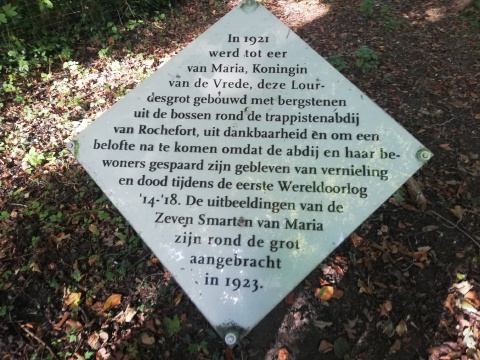 In 1921
werd tot eer
van Maria, Koningin
van de Vrede, deze Lour-
desgrot gebouwd met bergstenen
uit de bossen rond de trappistenabdij
van Rochefort, uit dankbaarheid en om een
belofte na te komen omdat de abdij en haar be-
woners gespaard zijn gebleven van vernieling
en dood tijdens de eerste Wereldoorlog
'14-'18. De uitbeeldingen van de
Zeven Smarten van Maria
zijn rond de grot
aangebracht
in 1923.